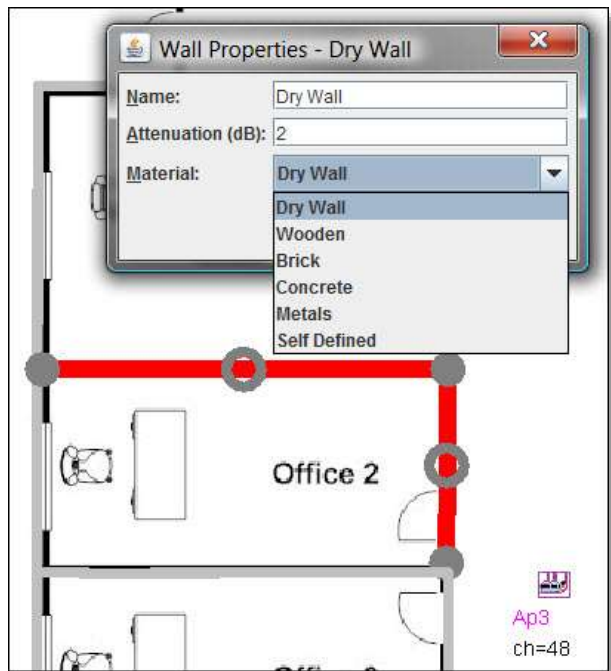 Wall Properties - Dry Wall
Name: Dry Wall
Attenuation (dB): 2
Material: Dry Wall
Dry Wall
Wooden
Brick
Concrete
Metals
Self Defined
Office 2
Ap3
ch=48